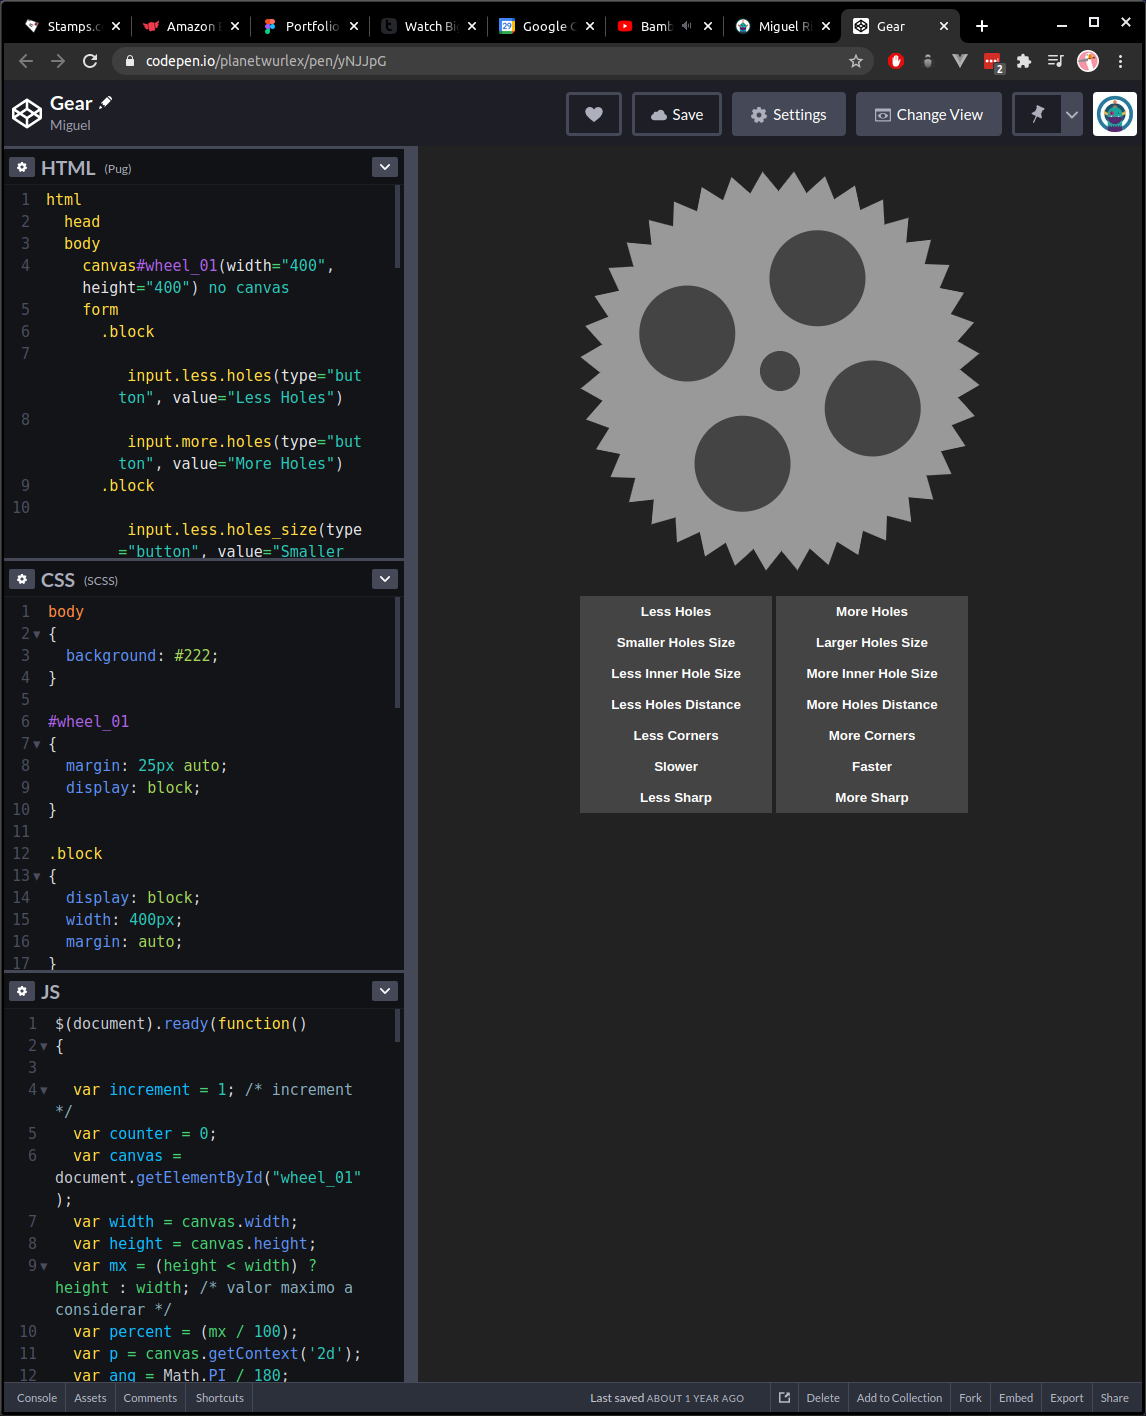 Stamps.c
Amazon
Portfolio
Watch Bi
Google C
Bamb
Miguel R
Gear
codepen.io/planetwurlex/pen/yNJJpG
2
Gear
Miguel
Save
Settings
Change View
HTML (Pug)
1 html
2 head
3 body
4 canvas#wheel_01(width="400",
height="400") no canvas
5 form
6 .block
7
input.less.holes(type="but
ton", value="Less Holes")
8
input.more.holes(type="but
ton", value="More Holes")
9 .block
10
input.less.holes_size(type
="button", value="Smaller
CSS (SCSS)
1 body
2 {
3 background: #222;
4 }
5
6 #wheel_01
7 {
8 margin: 25px auto;
9 display: block;
10 }
11
12 .block
13 {
14 display: block;
15 width: 400px;
16 margin: auto;
17 }
JS
1 $(document).ready(function()
2 {
3
4 var increment = 1; /* increment
*/
5 var counter = 0;
6 var canvas =
document.getElementById("wheel_01"
);
7 var width = canvas.width;
8 var height = canvas.height;
9 var mx = (height < width) ?
height : width; /* valor maximo a
considerar */
10 var percent = (mx / 100);
11 var p = canvas.getContext('2d');
12 var ang = Math.PI / 180;
Less Holes More Holes
Smaller Holes Size Larger Holes Size
Less Inner Hole Size More Inner Hole Size
Less Holes Distance More Holes Distance
Less Corners More Corners
Slower Faster
Less Sharp More Sharp
Console Assets Comments Shortcuts Last saved ABOUT 1 YEAR AGO Delete Add to Collection Fork Embed Export Share